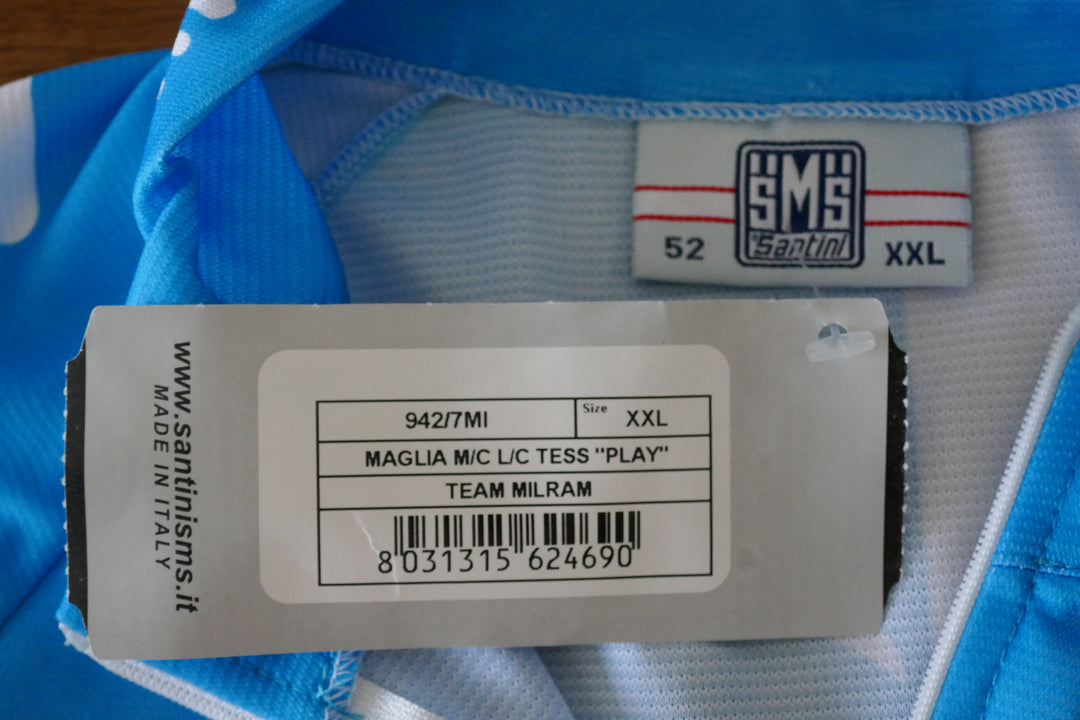 SMS
Santini
52
XXL
www.santinisms.it
MADE IN ITALY
942/7MI
Size
XXL
MAGLIA M/C L/C TESS "PLAY"
TEAM MILRAM
8 031315 624690